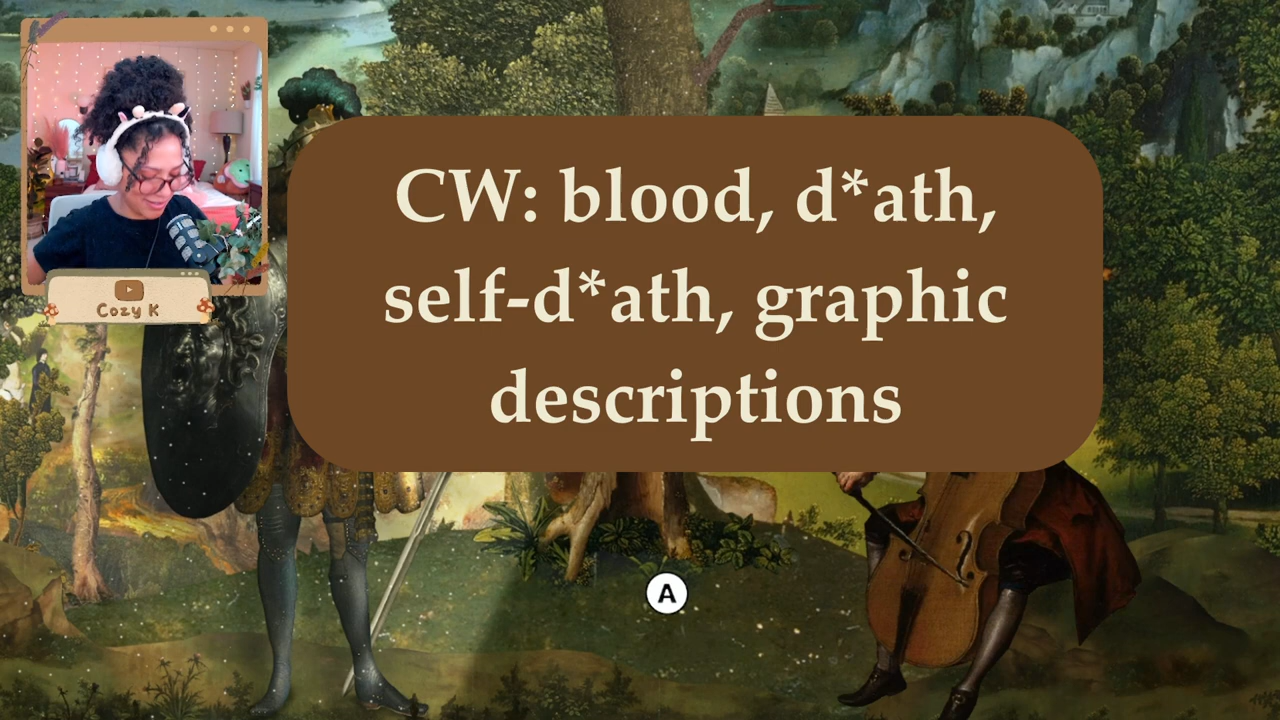 Cozy K
CW: blood, d*ath,
self-d*ath, graphic
descriptions
A